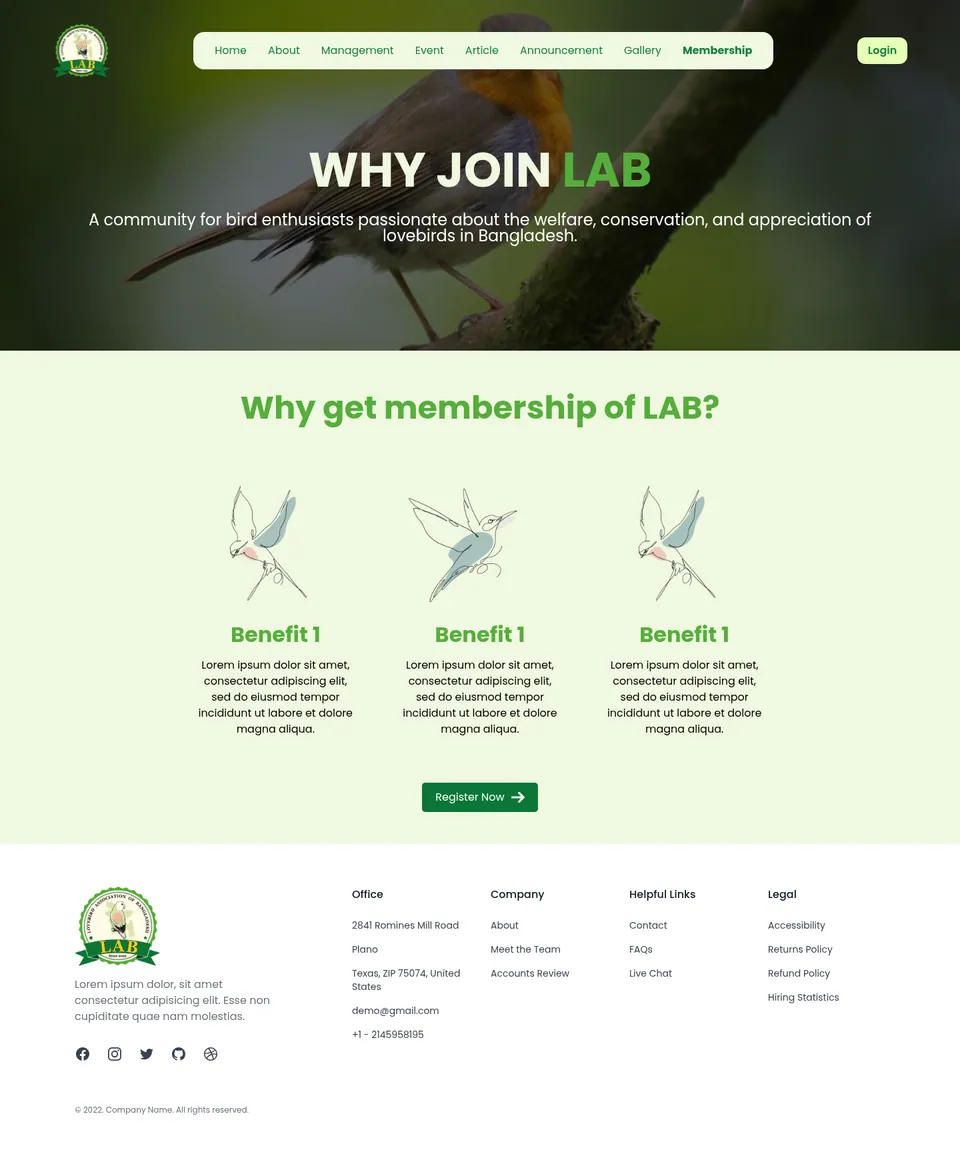 Home About Management Event Article Announcement Gallery Membership
Login
WHY JOIN LAB
A community for bird enthusiasts passionate about the welfare, conservation, and appreciation of
lovebirds in Bangladesh.
Why get membership of LAB?
Benefit 1
Lorem ipsum dolor sit amet,
consectetur adipiscing elit,
sed do eiusmod tempor
incididunt ut labore et dolore
magna aliqua.
Benefit 1
Lorem ipsum dolor sit amet,
consectetur adipiscing elit,
sed do eiusmod tempor
incididunt ut labore et dolore
magna aliqua.
Benefit 1
Lorem ipsum dolor sit amet,
consectetur adipiscing elit,
sed do eiusmod tempor
incididunt ut labore et dolore
magna aliqua.
Register Now
LOVEBIRD ASSOCIATION OF BANGLADESH
LAB
Lorem ipsum dolor, sit amet
consectetur adipisicing elit. Esse non
cupiditate quae nam molestias.
Office
2841 Romines Mill Road
Plano
Texas, ZIP 75074, United
States
demo@gmail.com
+1 - 2145958195
Company
About
Meet the Team
Accounts Review
Helpful Links
Contact
FAQs
Live Chat
Legal
Accessibility
Returns Policy
Refund Policy
Hiring Statistics
© 2022. Company Name. All rights reserved.